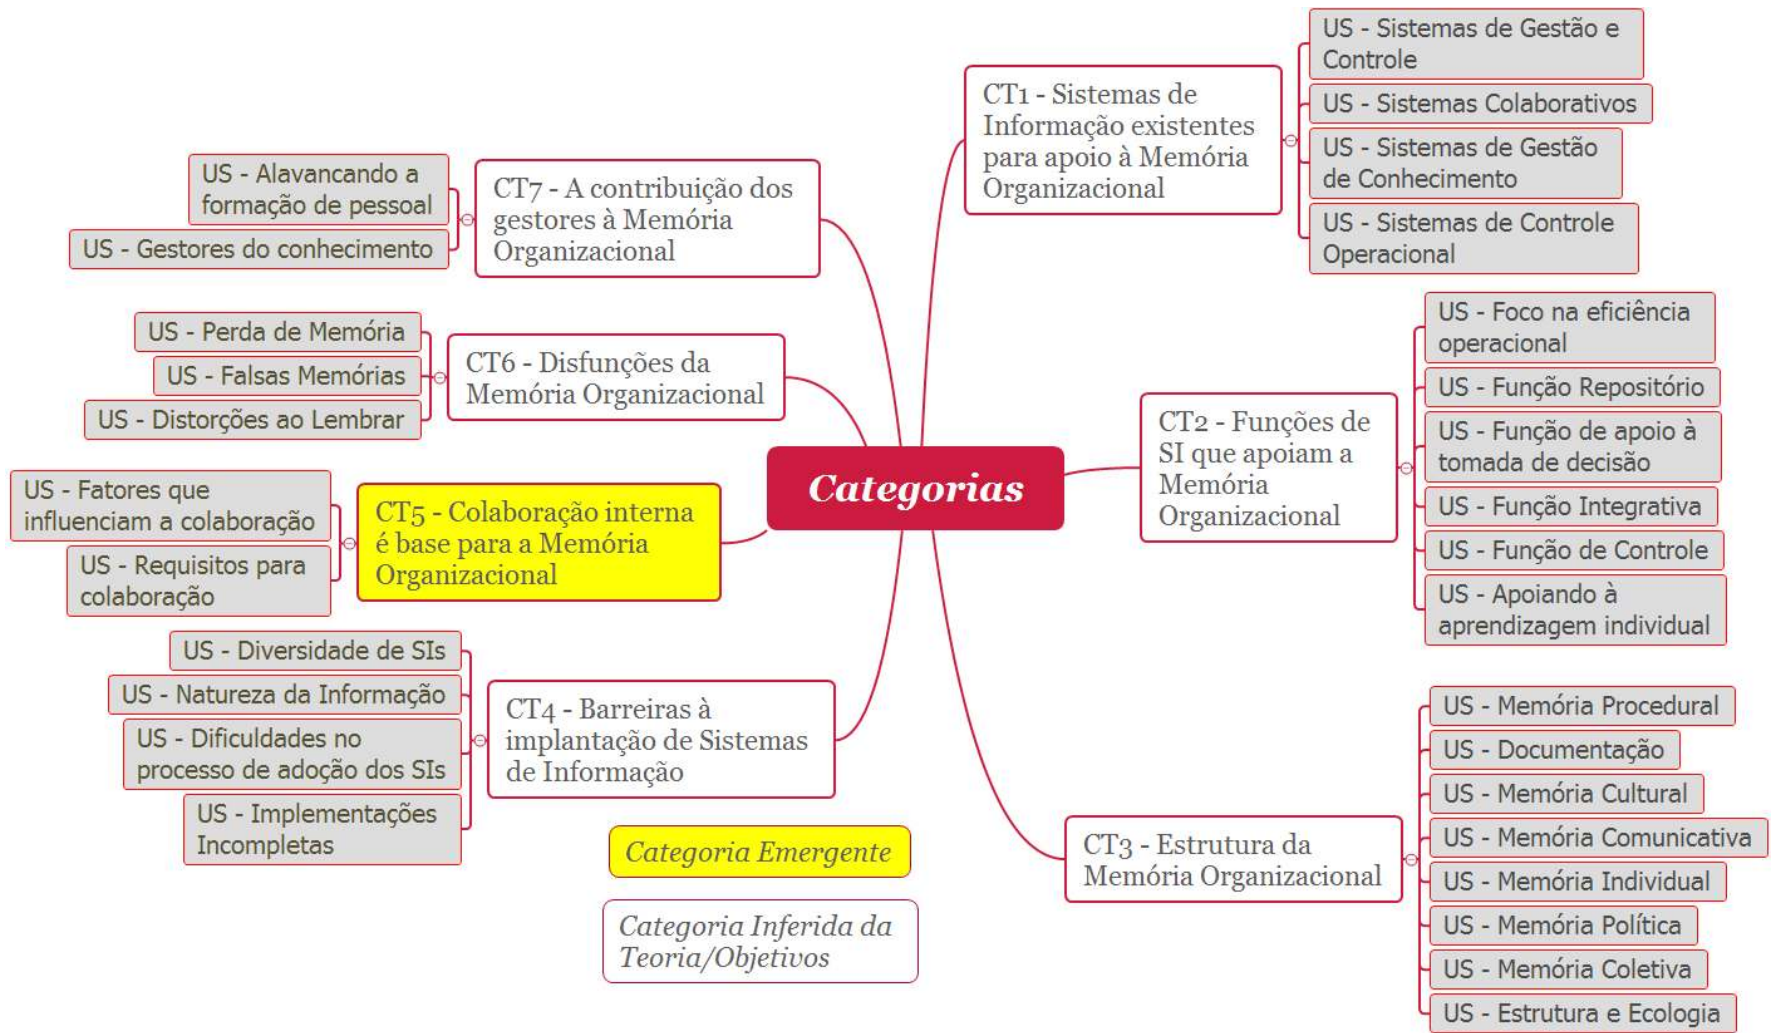 US - Sistemas de Gestão e
Controle
US - Sistemas Colaborativos
US - Sistemas de Gestão
de Conhecimento
US - Sistemas de Controle
Operacional
CT1 - Sistemas de
Informação existentes
para apoio à Memória
Organizacional
US - Alavancando a
formação de pessoal
US - Gestores do conhecimento
CT7 - A contribuição dos
gestores à Memória
Organizacional
US - Perda de Memória
US - Falsas Memórias
US - Distorções ao Lembrar
CT6 - Disfunções da
Memória Organizacional
US - Foco na eficiência
operacional
US - Função Repositório
US - Função de apoio à
tomada de decisão
US - Função Integrativa
US - Função de Controle
US - Apoiando à
aprendizagem individual
CT2 - Funções de
SI que apoiam a
Memória
Organizacional
Categorias
US - Fatores que
influenciam a colaboração
US - Requisitos para
colaboração
CT5 - Colaboração interna
é base para a Memória
Organizacional
US - Diversidade de SIs
US - Natureza da Informação
US - Dificuldades no
processo de adoção dos SIs
US - Implementações
Incompletas
CT4 - Barreiras à
implantação de Sistemas
de Informação
CT3 - Estrutura da
Memória Organizacional
US - Memória Procedural
US - Documentação
US - Memória Cultural
US - Memória Comunicativa
US - Memória Individual
US - Memória Política
US - Memória Coletiva
US - Estrutura e Ecologia
Categoria Emergente
Categoria Inferida da
Teoria/Objetivos